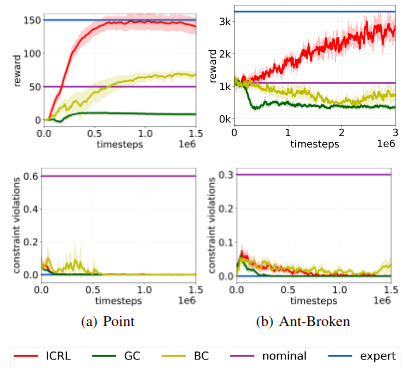 reward
150
100
50
0
0.0 0.5 1.0 1.5
timesteps 1e6
reward
3k
2k
1k
0k
0 1 2 3
timesteps 1e6
constraint violations
0.6
0.4
0.2
0.0
0.0 0.5 1.0 1.5
timesteps 1e6
constraint violations
0.3
0.2
0.1
0.0
0.0 0.5 1.0 1.5
timesteps 1e6
(a) Point
(b) Ant-Broken
ICRL GC BC nominal expert